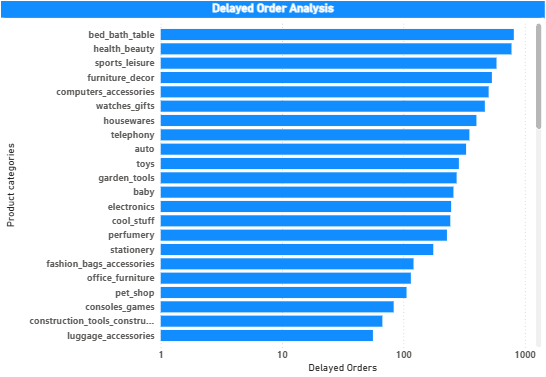 Delayed Order Analysis
Product categories
bed_bath_table
health_beauty
sports_leisure
furniture_decor
computers_accessories
watches_gifts
housewares
telephony
auto
toys
garden_tools
baby
electronics
cool_stuff
perfumery
stationery
fashion_bags_accessories
office_furniture
pet_shop
consoles_games
construction_tools_constru...
luggage_accessories
1 10 100 1000
Delayed Orders